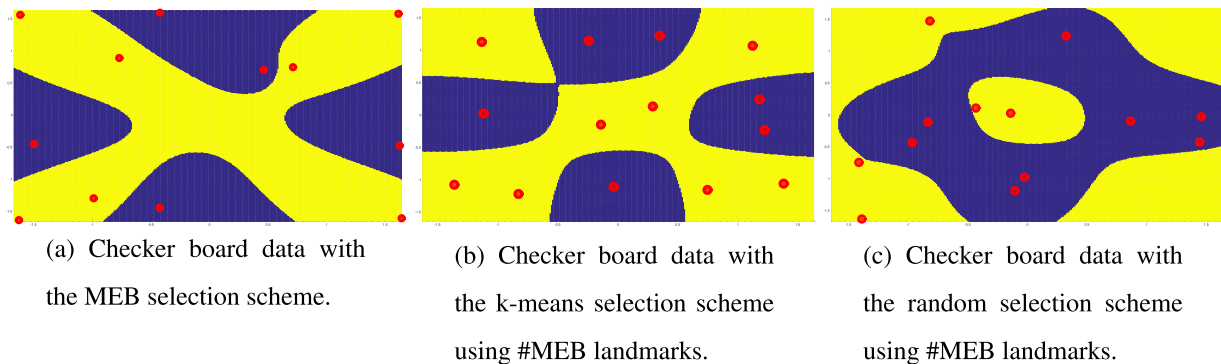 (a) Checker board data with
the MEB selection scheme.
(b) Checker board data with
the k-means selection scheme
using #MEB landmarks.
(c) Checker board data with
the random selection scheme
using #MEB landmarks.